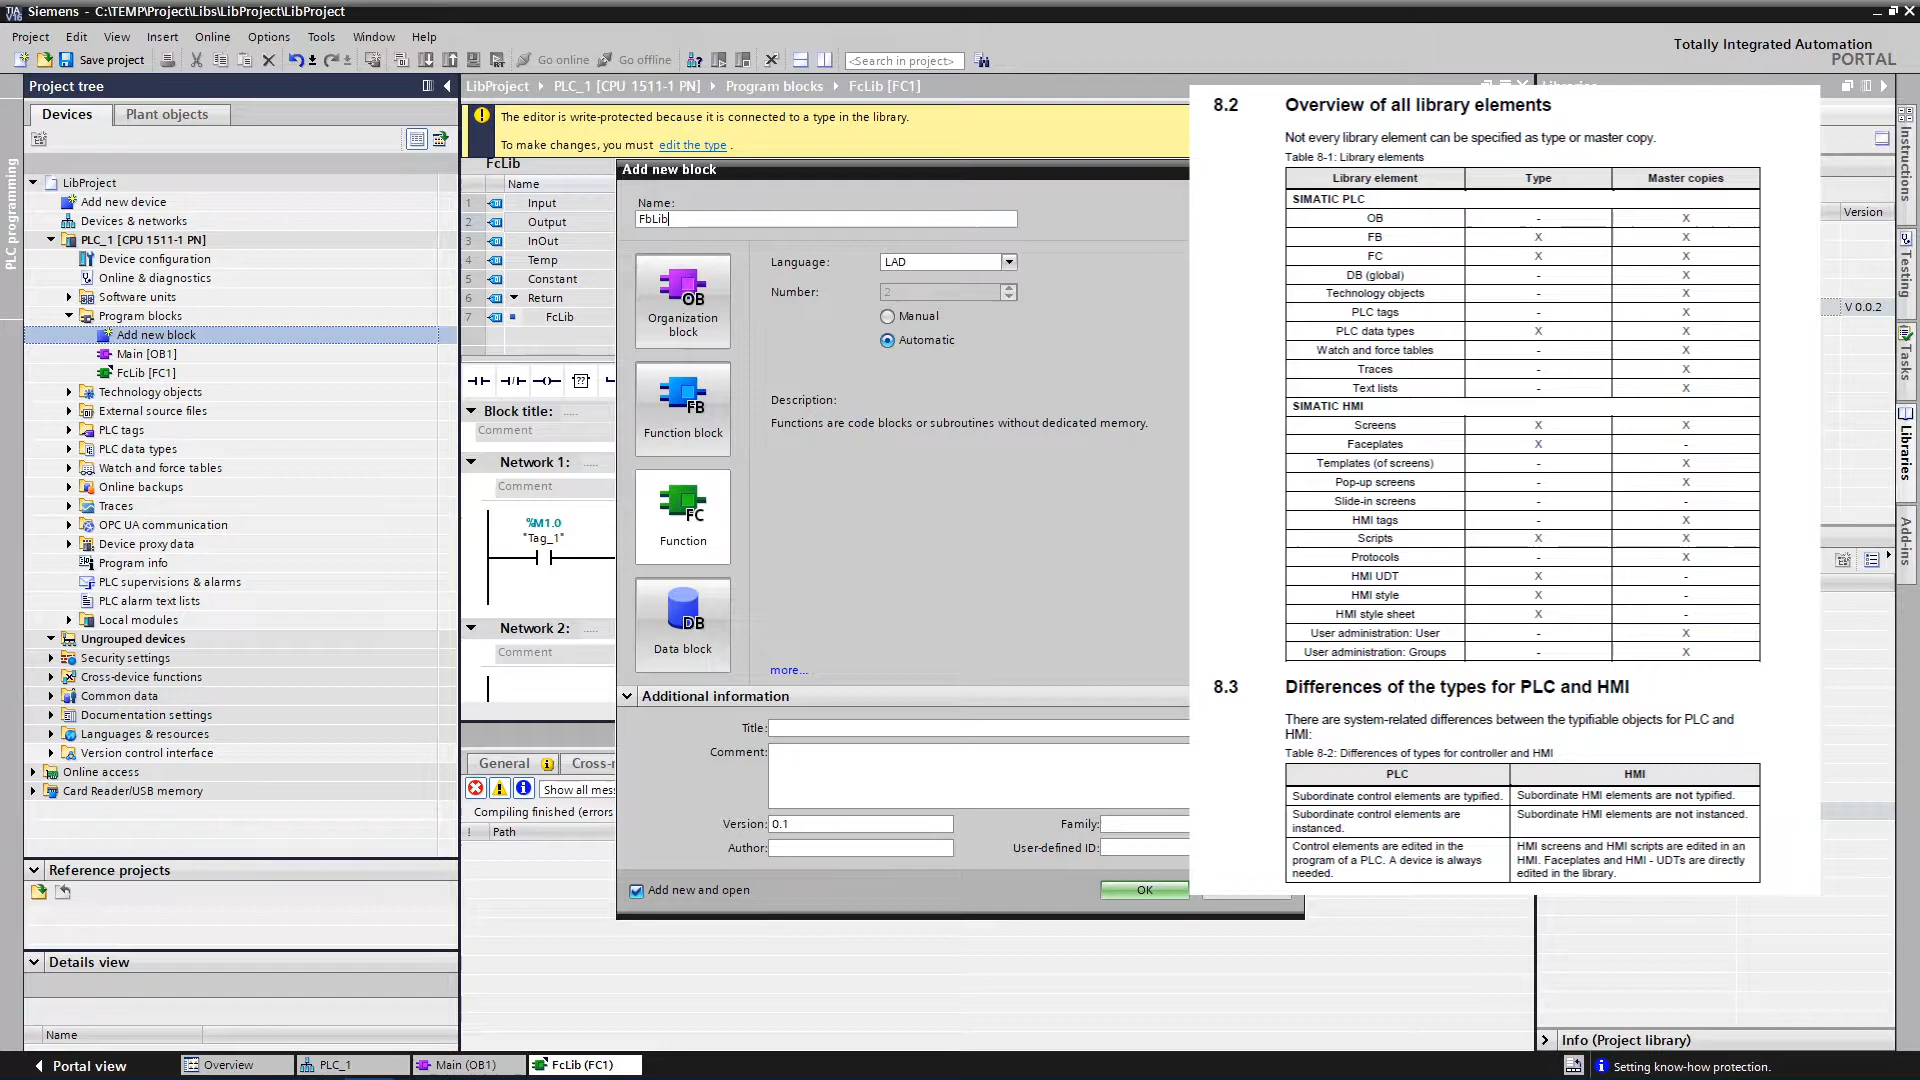 Siemens - C:\TEMP\Project\Libs\LibProject\LibProject
Project Edit View Insert Online Options Tools Window Help
Totally Integrated Automation
PORTAL
Save project
Go online
Go offline
<Search in project>
Project tree
LibProject PLC_1 [CPU 1511-1 PN] Program blocks FcLib [FC1]
Devices
Plant objects
PLC programming
LibProject
Add new device
Devices & networks
PLC_1 [CPU 1511-1 PN]
Device configuration
Online & diagnostics
Software units
Program blocks
Add new block
Main [OB1]
FcLib [FC1]
Technology objects
External source files
PLC tags
PLC data types
Watch and force tables
Online backups
Traces
OPC UA communication
Device proxy data
Program info
PLC supervisions & alarms
PLC alarm text lists
Local modules
Ungrouped devices
Security settings
Cross-device functions
Common data
Documentation settings
Languages & resources
Version control interface
Online access
Card Reader/USB memory
Reference projects
Details view
Name
The editor is write-protected because it is connected to a type in the library.
To make changes, you must edit the type .
FcLib
Name
1 Input
2 Output
3 InOut
4 Temp
5 Constant
6 Return
7 FcLib
??
Block title: .....
Comment
Network 1: .....
Comment
%M1.0
"Tag_1"
Network 2: .....
Comment
General
Show all mess
Compiling finished (errors
! Path
Add new block
Name:
FbLib
OB
Organization
block
FB
Function block
FC
Function
DB
Data block
Language: LAD
Number: 2
Manual
Automatic
Description:
Functions are code blocks or subroutines without dedicated memory.
more...
Additional information
Title:
Comment:
Version: 0.1 Family:
Author: User-defined ID:
Add new and open
OK
8.2 Overview of all library elements
Not every library element can be specified as type or master copy.
Table 8-1: Library elements
Library element Type Master copies
SIMATIC PLC
OB - X
FB X X
FC X X
DB (global) - X
Technology objects - X
PLC tags - X
PLC data types X X
Watch and force tables - X
Traces - X
Text lists - X
SIMATIC HMI
Screens X X
Faceplates X -
Templates (of screens) - X
Pop-up screens - X
Slide-in screens - -
HMI tags - X
Scripts X X
Protocols - X
HMI UDT X -
HMI style X -
HMI style sheet X -
User administration: User - X
User administration: Groups - X
8.3 Differences of the types for PLC and HMI
There are system-related differences between the typifiable objects for PLC and
HMI:
Table 8-2: Differences of types for controller and HMI
PLC HMI
Subordinate control elements are typified. Subordinate HMI elements are not typified.
Subordinate control elements are
instanced.
Subordinate HMI elements are not instanced.
Control elements are edited in the
program of a PLC. A device is always
needed.
HMI screens and HMI scripts are edited in an
HMI. Faceplates and HMI - UDTs are directly
edited in the library.
Version
V 0.0.2
Instructions
Testing
Tasks
Libraries
Add-ins
Info (Project library)
Portal view
Overview
PLC_1
Main (OB1)
FcLib (FC1)
Setting know-how protection.